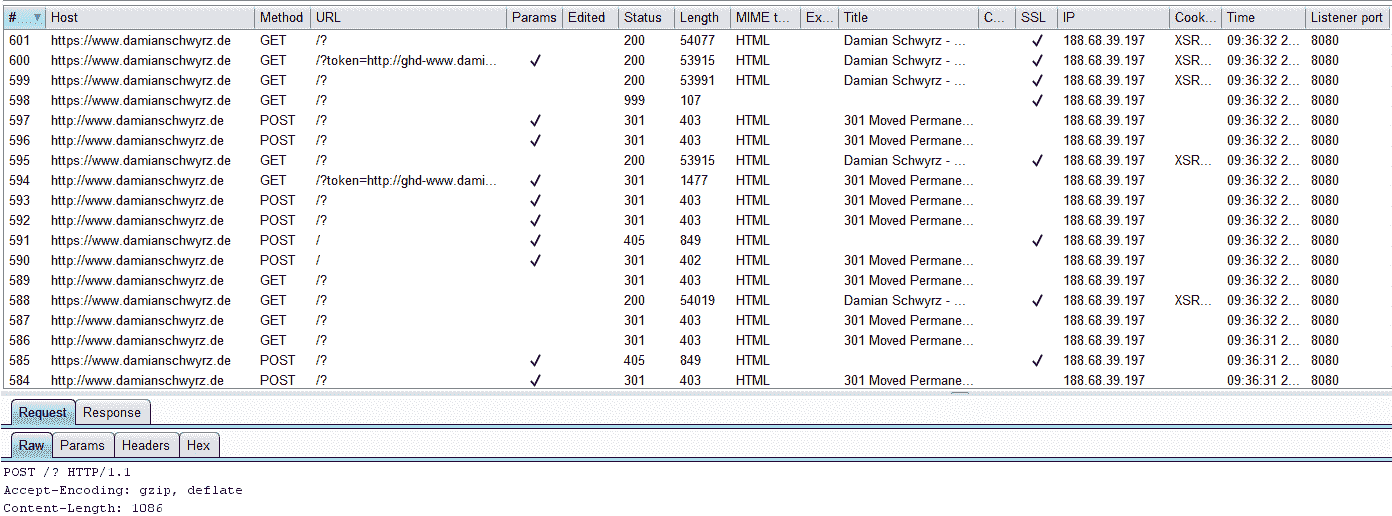 #... Host Method URL Params Edited Status Length MIME t... Ex... Title C... SSL IP Cook... Time Listener port
601 https://www.damianschwyrz.de GET /? 200 54077 HTML Damian Schwyrz - ... ✓ 188.68.39.197 XSR... 09:36:32 2... 8080
600 https://www.damianschwyrz.de GET /?token=http://ghd-www.dami... ✓ 200 53915 HTML Damian Schwyrz - ... ✓ 188.68.39.197 XSR... 09:36:32 2... 8080
599 https://www.damianschwyrz.de GET /? 200 53991 HTML Damian Schwyrz - ... ✓ 188.68.39.197 XSR... 09:36:32 2... 8080
598 https://www.damianschwyrz.de GET /? 999 107 ✓ 188.68.39.197 09:36:32 2... 8080
597 http://www.damianschwyrz.de POST /? ✓ 301 403 HTML 301 Moved Permane... 188.68.39.197 09:36:32 2... 8080
596 http://www.damianschwyrz.de POST /? ✓ 301 403 HTML 301 Moved Permane... 188.68.39.197 09:36:32 2... 8080
595 https://www.damianschwyrz.de GET /? 200 53915 HTML Damian Schwyrz - ... ✓ 188.68.39.197 XSR... 09:36:32 2... 8080
594 http://www.damianschwyrz.de GET /?token=http://ghd-www.dami... ✓ 301 1477 HTML 301 Moved Permane... 188.68.39.197 09:36:32 2... 8080
593 http://www.damianschwyrz.de POST /? ✓ 301 403 HTML 301 Moved Permane... 188.68.39.197 09:36:32 2... 8080
592 http://www.damianschwyrz.de POST /? ✓ 301 403 HTML 301 Moved Permane... 188.68.39.197 09:36:32 2... 8080
591 https://www.damianschwyrz.de POST / ✓ 405 849 HTML ✓ 188.68.39.197 09:36:32 2... 8080
590 http://www.damianschwyrz.de POST / ✓ 301 402 HTML 301 Moved Permane... 188.68.39.197 09:36:32 2... 8080
589 http://www.damianschwyrz.de GET /? 301 403 HTML 301 Moved Permane... 188.68.39.197 09:36:32 2... 8080
588 https://www.damianschwyrz.de GET /? 200 54019 HTML Damian Schwyrz - ... ✓ 188.68.39.197 XSR... 09:36:32 2... 8080
587 http://www.damianschwyrz.de GET /? 301 403 HTML 301 Moved Permane... 188.68.39.197 09:36:32 2... 8080
586 http://www.damianschwyrz.de GET /? 301 403 HTML 301 Moved Permane... 188.68.39.197 09:36:31 2... 8080
585 https://www.damianschwyrz.de POST /? ✓ 405 849 HTML ✓ 188.68.39.197 09:36:31 2... 8080
584 http://www.damianschwyrz.de POST /? ✓ 301 403 HTML 301 Moved Permane... 188.68.39.197 09:36:31 2... 8080
Request Response
Raw Params Headers Hex
POST /? HTTP/1.1
Accept-Encoding: gzip, deflate
Content-Length: 1086